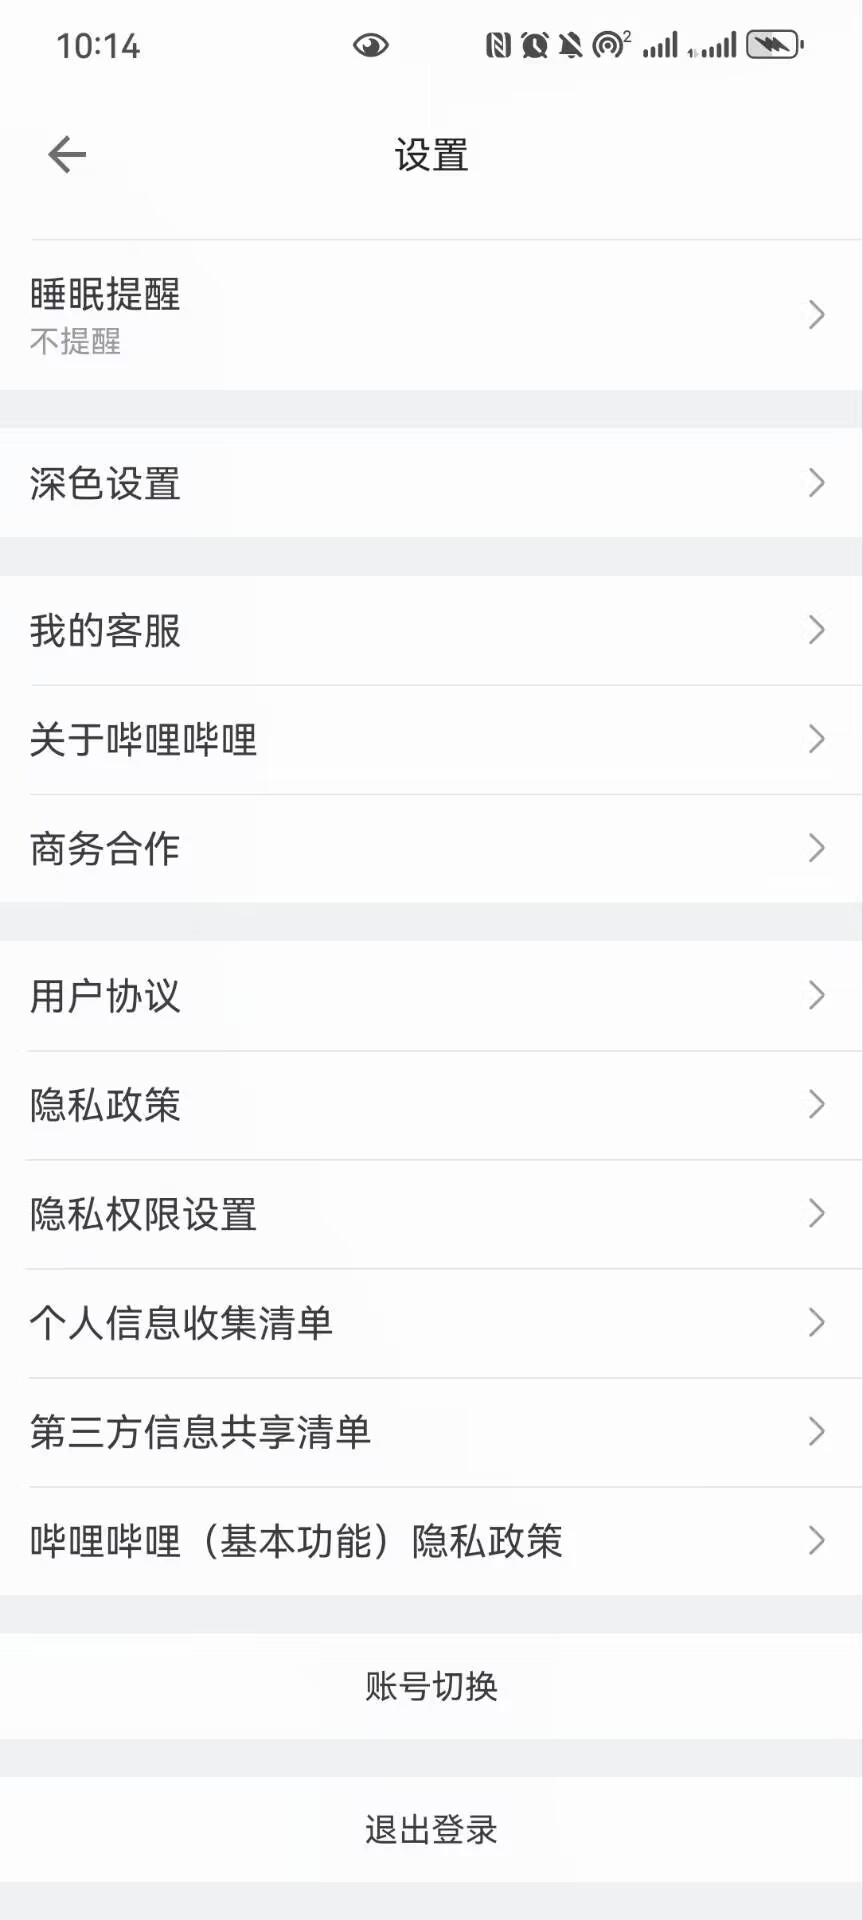 10:14
2
设置
睡眠提醒
不提醒
深色设置
我的客服
关于哔哩哔哩
商务合作
用户协议
隐私政策
隐私权限设置
个人信息收集清单
第三方信息共享清单
哔哩哔哩（基本功能）隐私政策
账号切换
退出登录